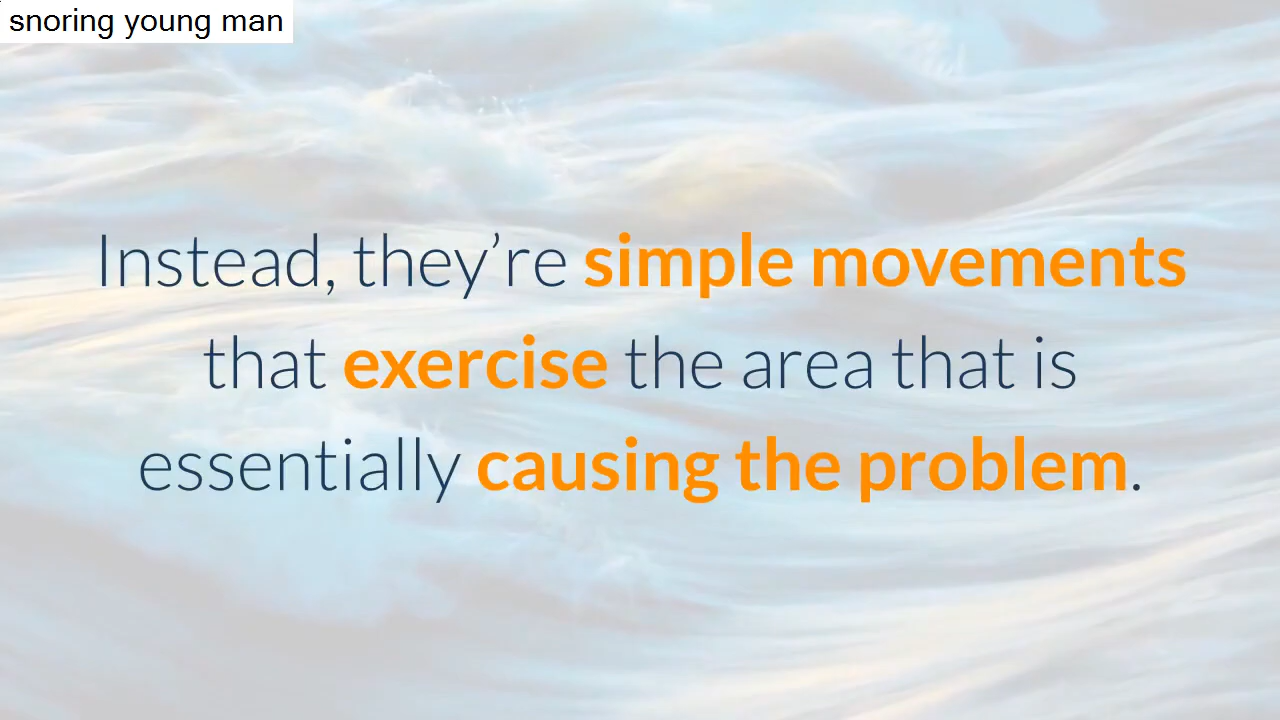 snoring young man
Instead, they’re simple movements
that exercise the area that is
essentially causing the problem.